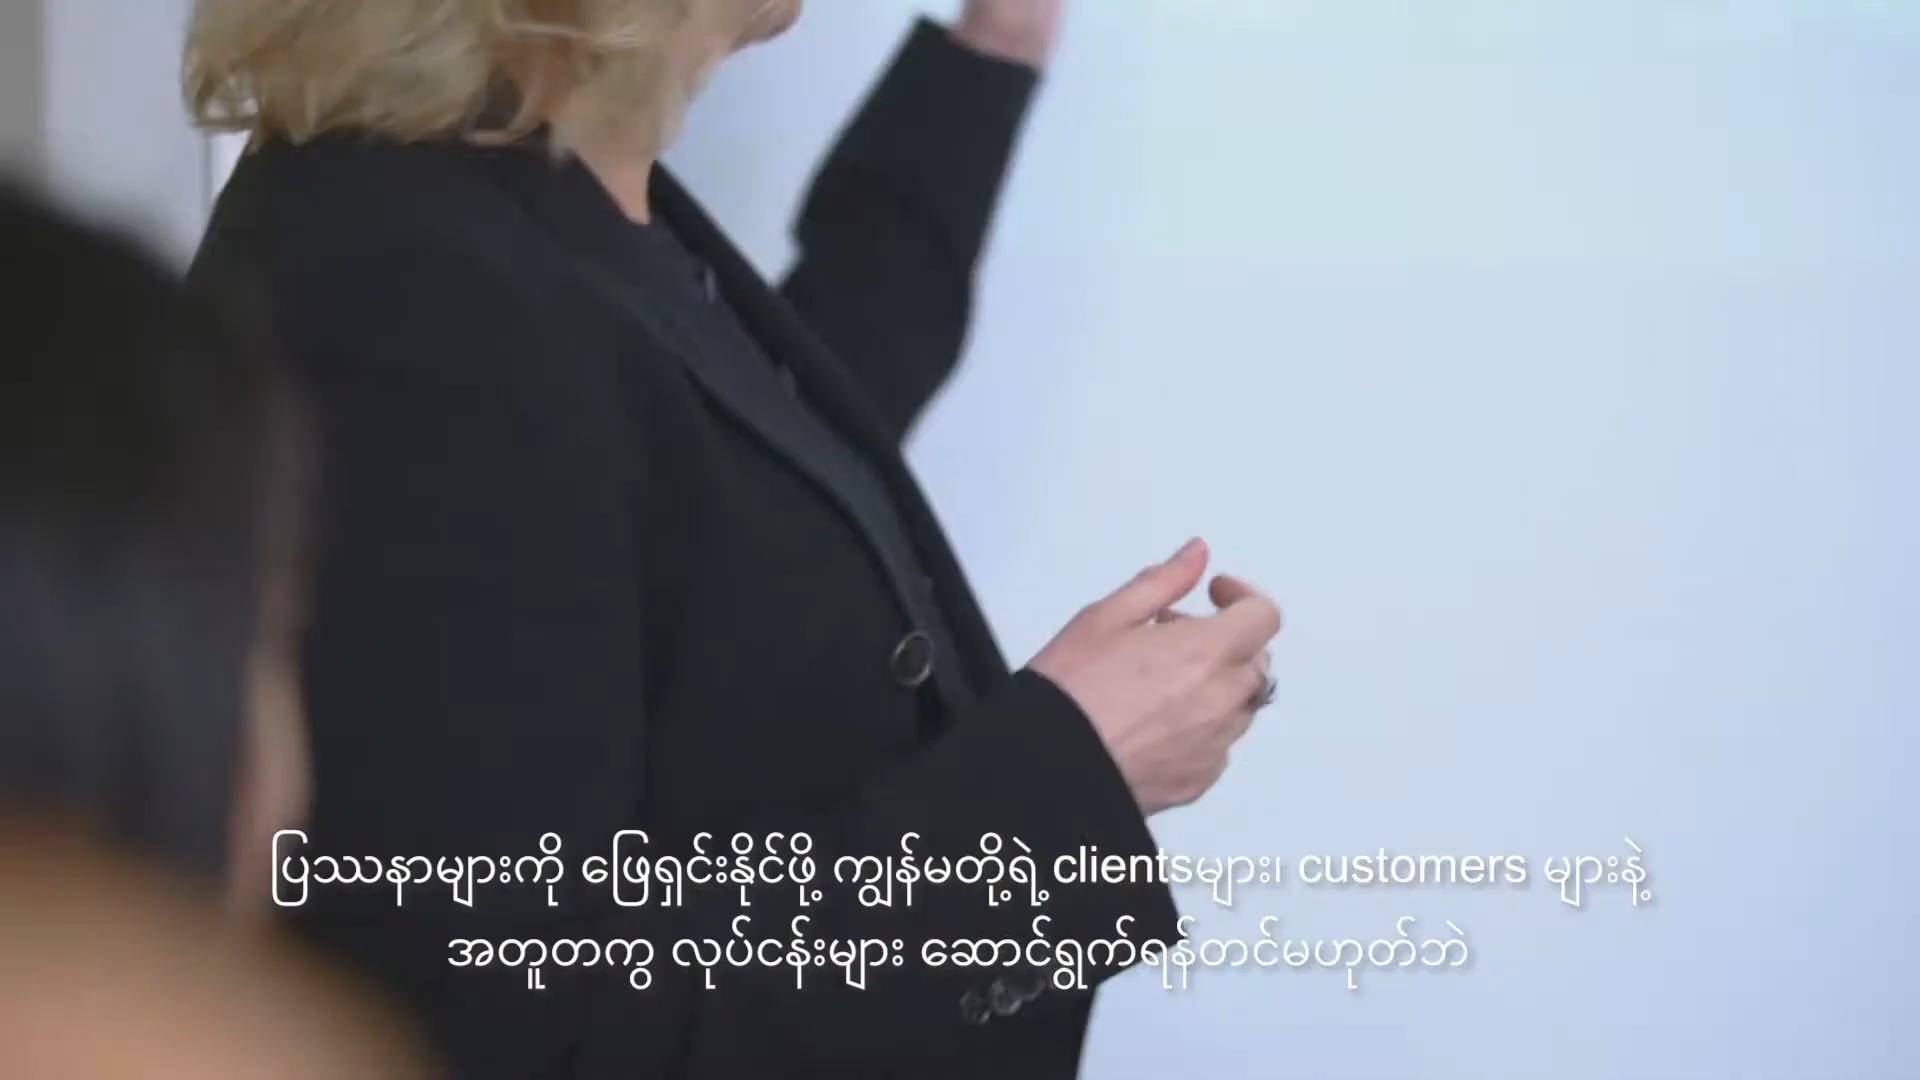 ပြဿနာများကို ဖြေရှင်းနိုင်ဖို့ ကျွန်မတို့ရဲ့ clientsများ၊ customers များနဲ့
အတူတကွ လုပ်ငန်းများ ဆောင်ရွက်ရန်တင်မဟုတ်ဘဲ